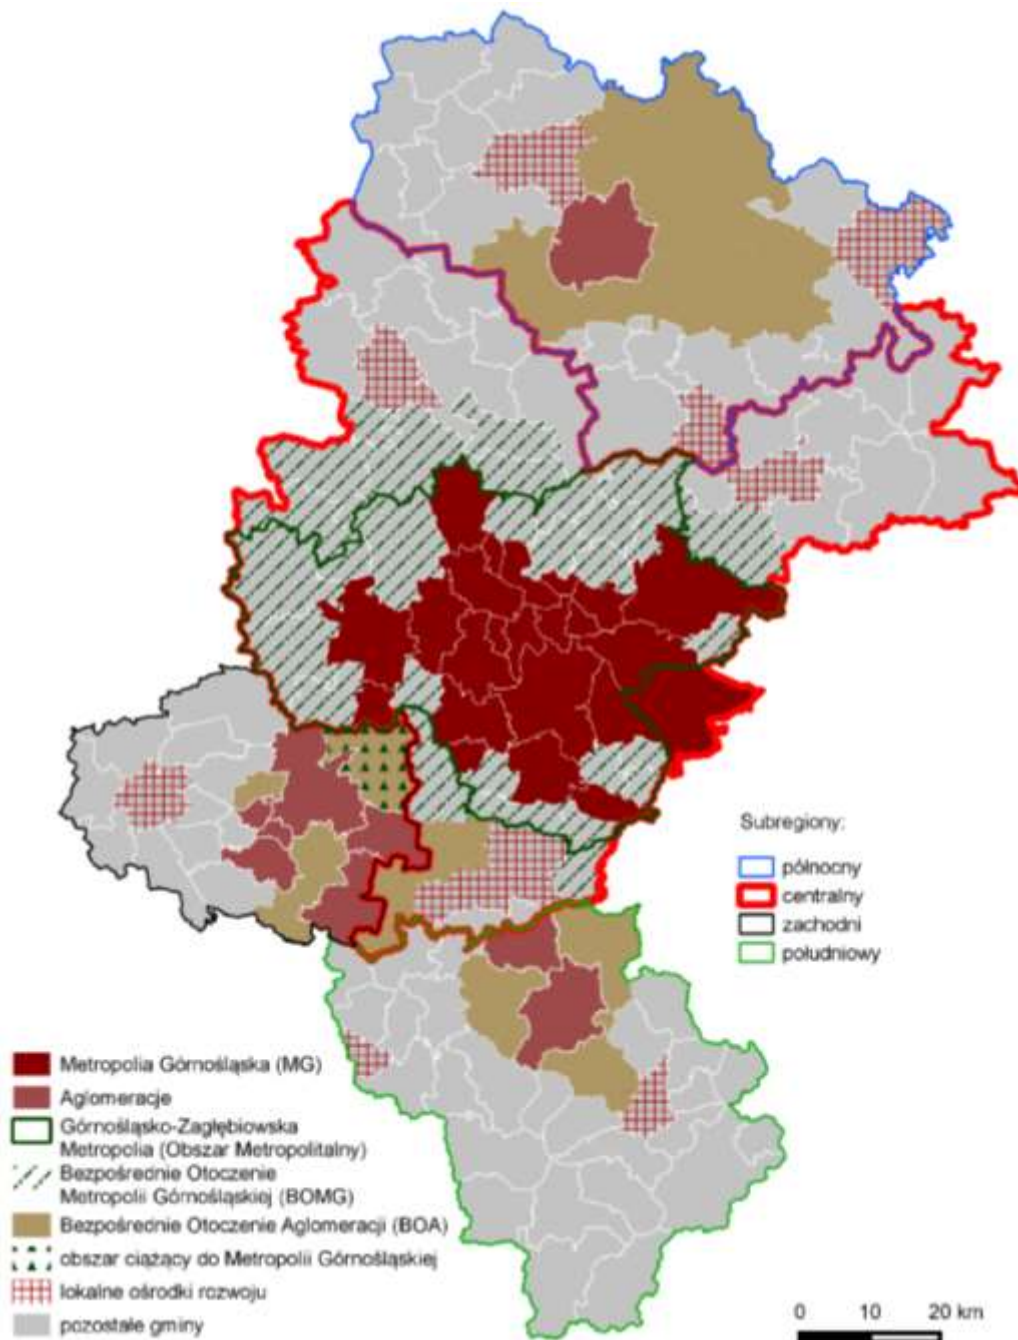 Subregiony:
północny
centralny
zachodni
południowy
Metropolia Górnośląska (MG)
Aglomeracje
Górnośląsko-Zagłębiowska
Metropolia (Obszar Metropolitalny)
Bezpośrednie Otoczenie
Metropolii Górnośląskiej (BOMG)
Bezpośrednie Otoczenie Aglomeracji (BOA)
obszar ciążący do Metropolii Górnośląskiej
lokalne ośrodki rozwoju
pozostałe gminy
0 10 20 km